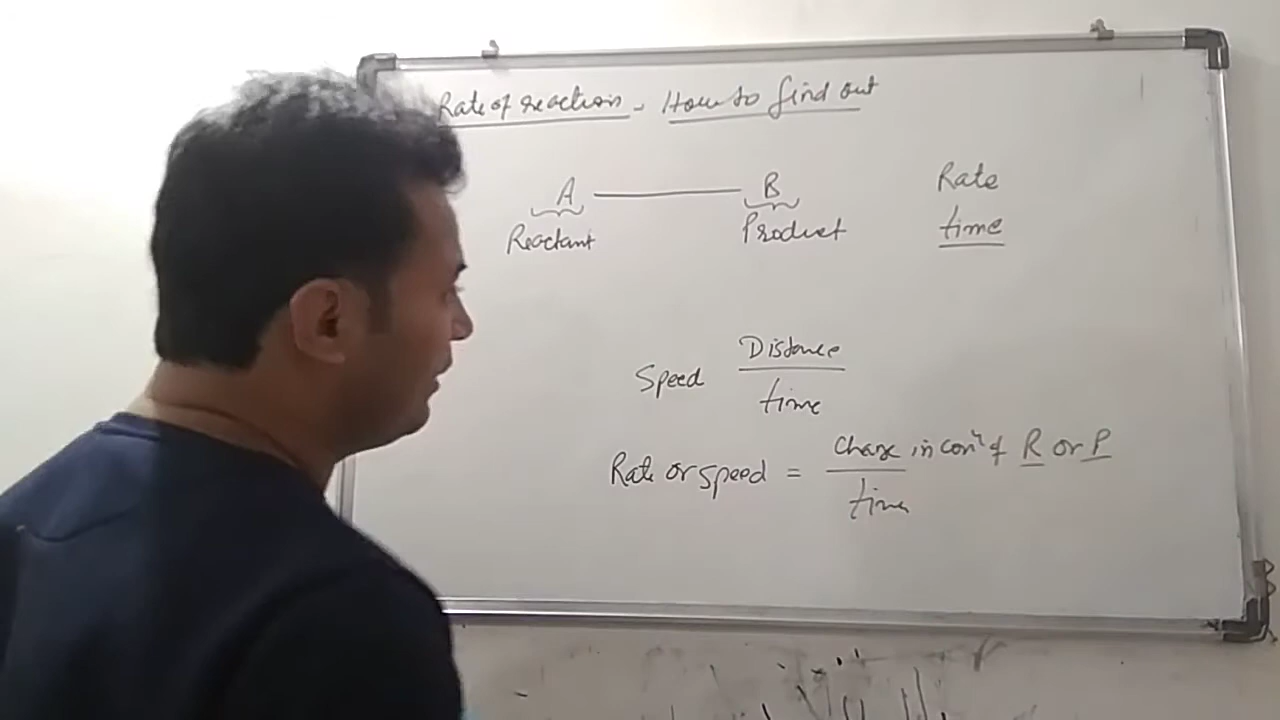 Rate of reaction - How to find out
A B Rate
Reactant Product time
Distance
Speed
time
Change in conⁿ of R or P
Rate or speed =
time